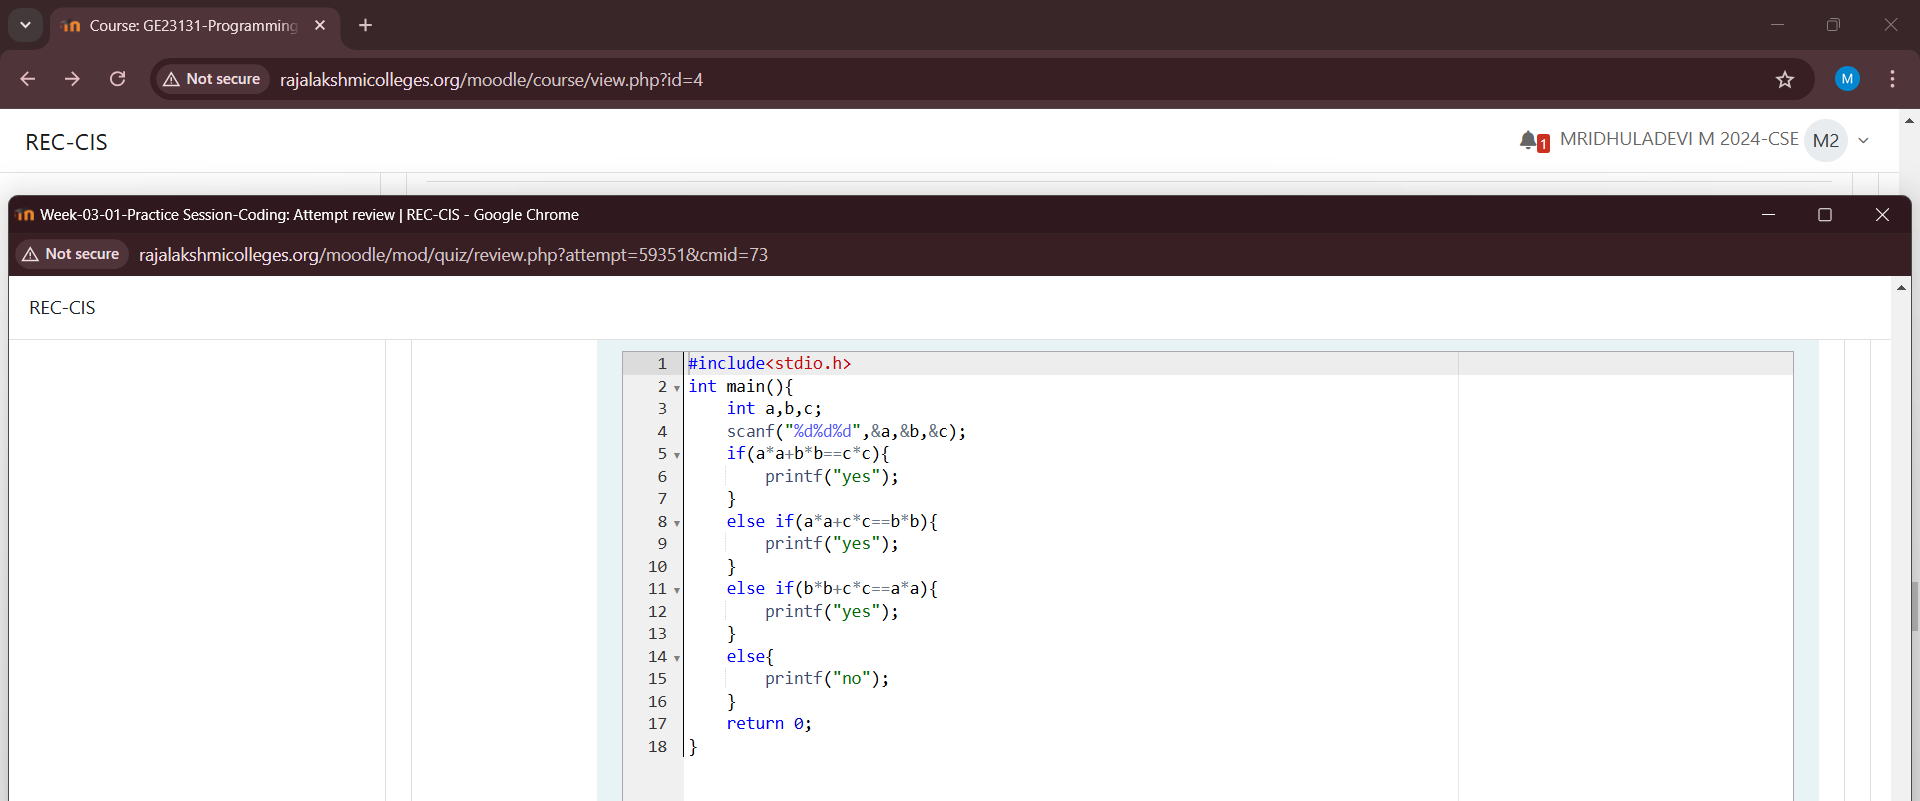 Course: GE23131-Programming
Not secure rajalakshmicolleges.org/moodle/course/view.php?id=4
M
REC-CIS
1 MRIDHULADEVI M 2024-CSE M2
Week-03-01-Practice Session-Coding: Attempt review | REC-CIS - Google Chrome
Not secure rajalakshmicolleges.org/moodle/mod/quiz/review.php?attempt=59351&cmid=73
REC-CIS
1 #include<stdio.h>
2 int main(){
3     int a,b,c;
4     scanf("%d%d%d",&a,&b,&c);
5     if(a*a+b*b==c*c){
6         printf("yes");
7     }
8     else if(a*a+c*c==b*b){
9         printf("yes");
10     }
11     else if(b*b+c*c==a*a){
12         printf("yes");
13     }
14     else{
15         printf("no");
16     }
17     return 0;
18 }